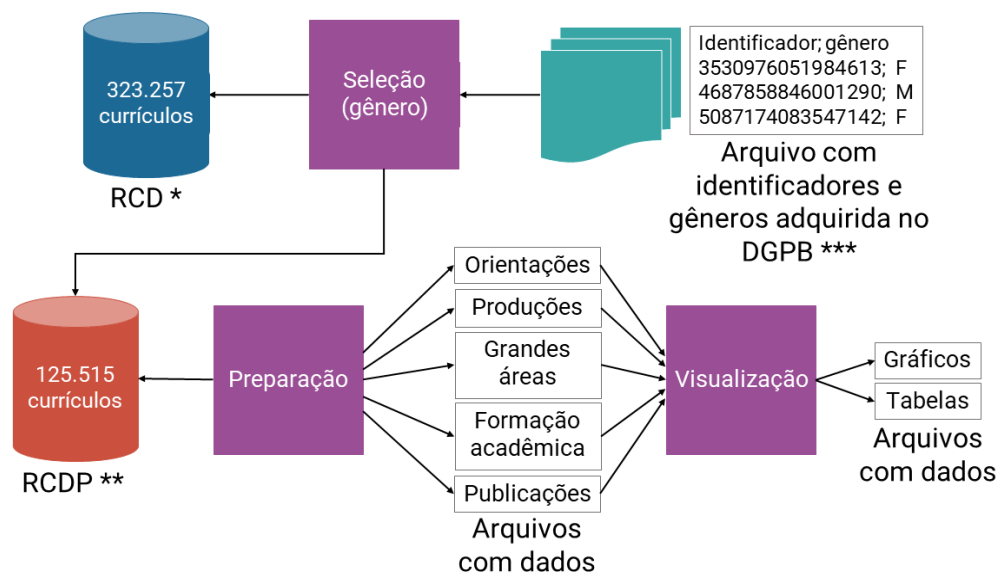 323.257
currículos
RCD *
Seleção
(gênero)
Identificador; gênero
3530976051984613; F
4687858846001290; M
5087174083547142; F
Arquivo com
identificadores e
gêneros adquirida no
DGPB ***
125.515
currículos
RCDP **
Preparação
Orientações
Produções
Grandes
áreas
Formação
acadêmica
Publicações
Arquivos
com dados
Visualização
Gráficos
Tabelas
Arquivos
com dados